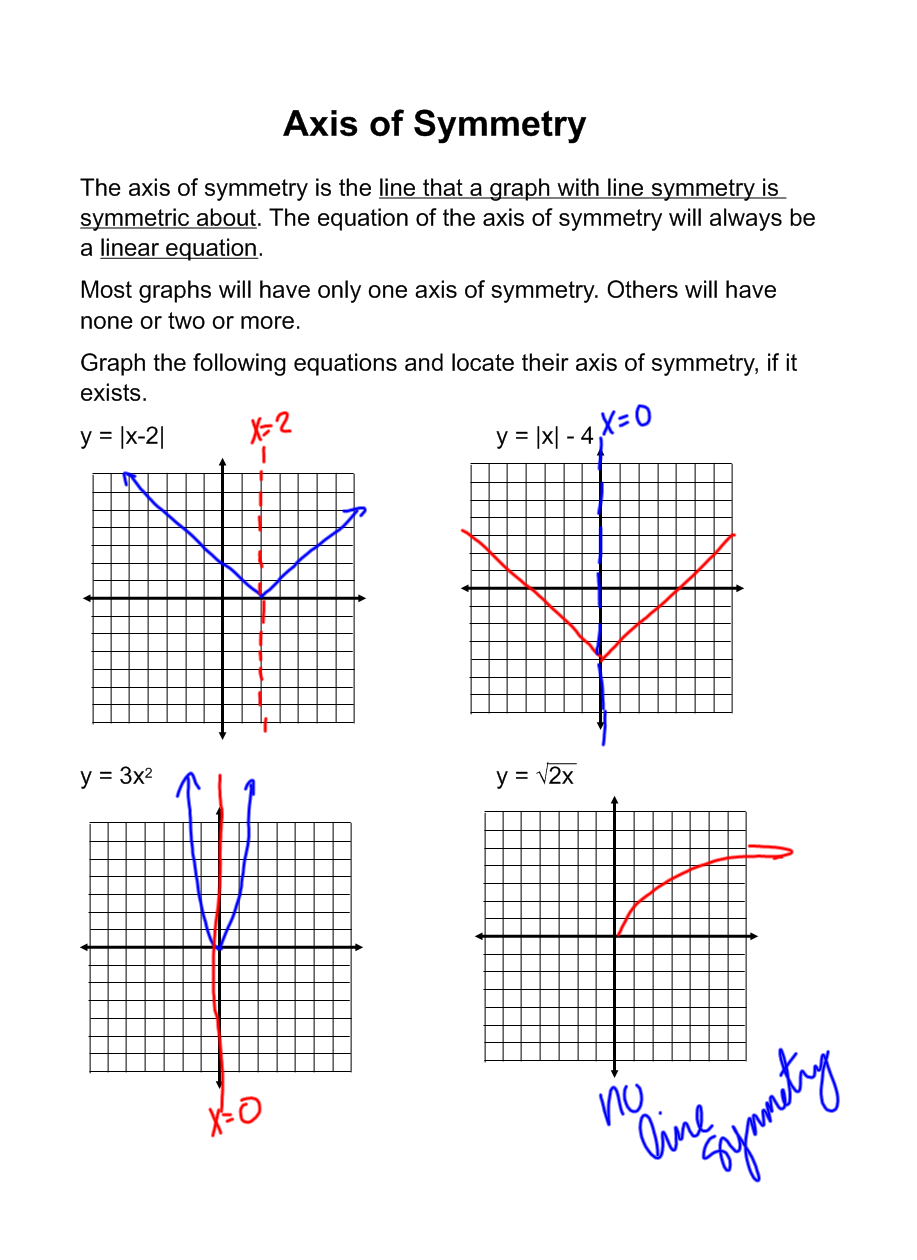 Axis of Symmetry
The axis of symmetry is the line that a graph with line symmetry is
symmetric about. The equation of the axis of symmetry will always be
a linear equation.
Most graphs will have only one axis of symmetry. Others will have
none or two or more.
Graph the following equations and locate their axis of symmetry, if it
exists.
y = |x-2|
x=2
y = |x| - 4
x=0
y = 3x²
y = √2x
x=0
no
line
symmetry